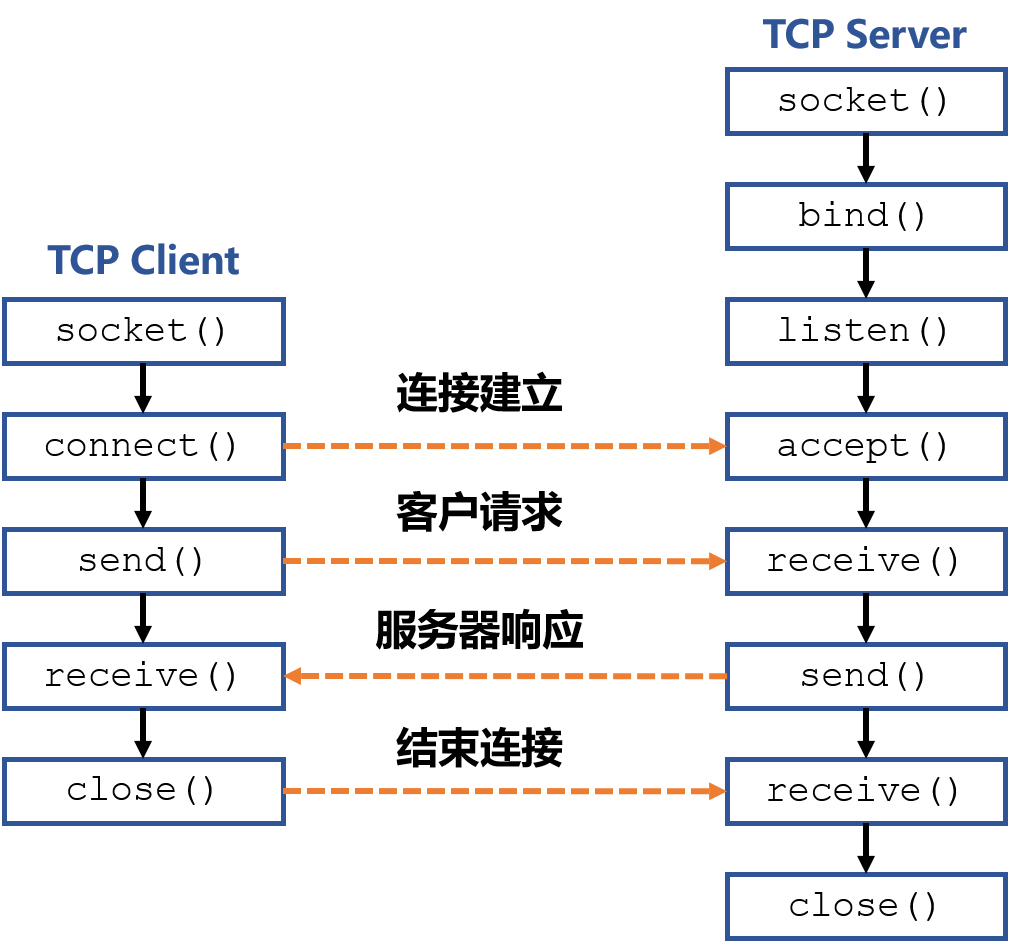 TCP Server
socket()
bind()
TCP Client
socket()
listen()
连接建立
connect()
accept()
客户请求
send()
receive()
服务器响应
receive()
send()
结束连接
close()
receive()
close()